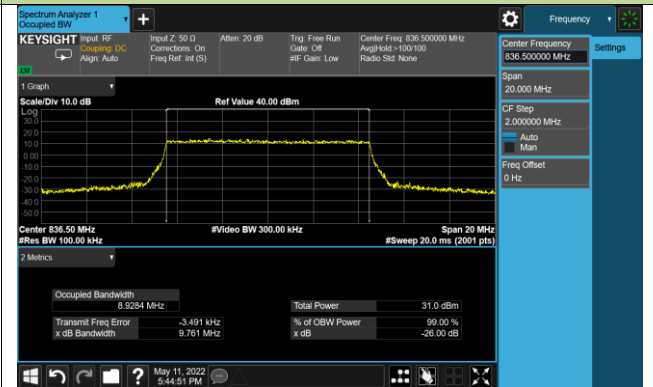 Spectrum Analyzer 1
Occupied BW
Frequency
KEYSIGHT
Input: RF
Coupling: DC
Align: Auto
Input Z: 50 Ω
Corrections: On
Freq Ref: Int (S)
Atten: 20 dB
Trig: Free Run
Gate: Off
#IF Gain: Low
Center Freq: 836.500000 MHz
Avg|Hold:>100/100
Radio Std: None
Center Frequency
836.500000 MHz
Settings
Span
20.000 MHz
CF Step
2.000000 MHz
Auto
Man
Freq Offset
0 Hz
1 Graph
Scale/Div 10.0 dB
Ref Value 40.00 dBm
Log
30.0
20.0
10.0
0.00
-10.0
-20.0
-30.0
-40.0
-50.0
Center 836.50 MHz
#Video BW 300.00 kHz
Span 20 MHz
#Res BW 100.00 kHz
#Sweep 20.0 ms (2001 pts)
2 Metrics
Occupied Bandwidth
8.9284 MHz
Total Power 31.0 dBm
Transmit Freq Error -3.491 kHz
% of OBW Power 99.00 %
x dB Bandwidth 9.761 MHz
x dB -26.00 dB
?
May 11, 2022
5:44:51 PM